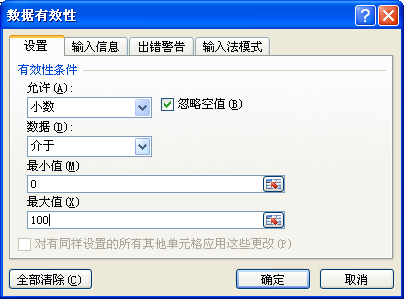 数据有效性
设置 输入信息 出错警告 输入法模式
有效性条件
允许(A):
小数 忽略空值(B)
数据(D):
介于
最小值(M)
0
最大值(X)
100
对有同样设置的所有其他单元格应用这些更改(P)
全部清除(C) 确定 取消